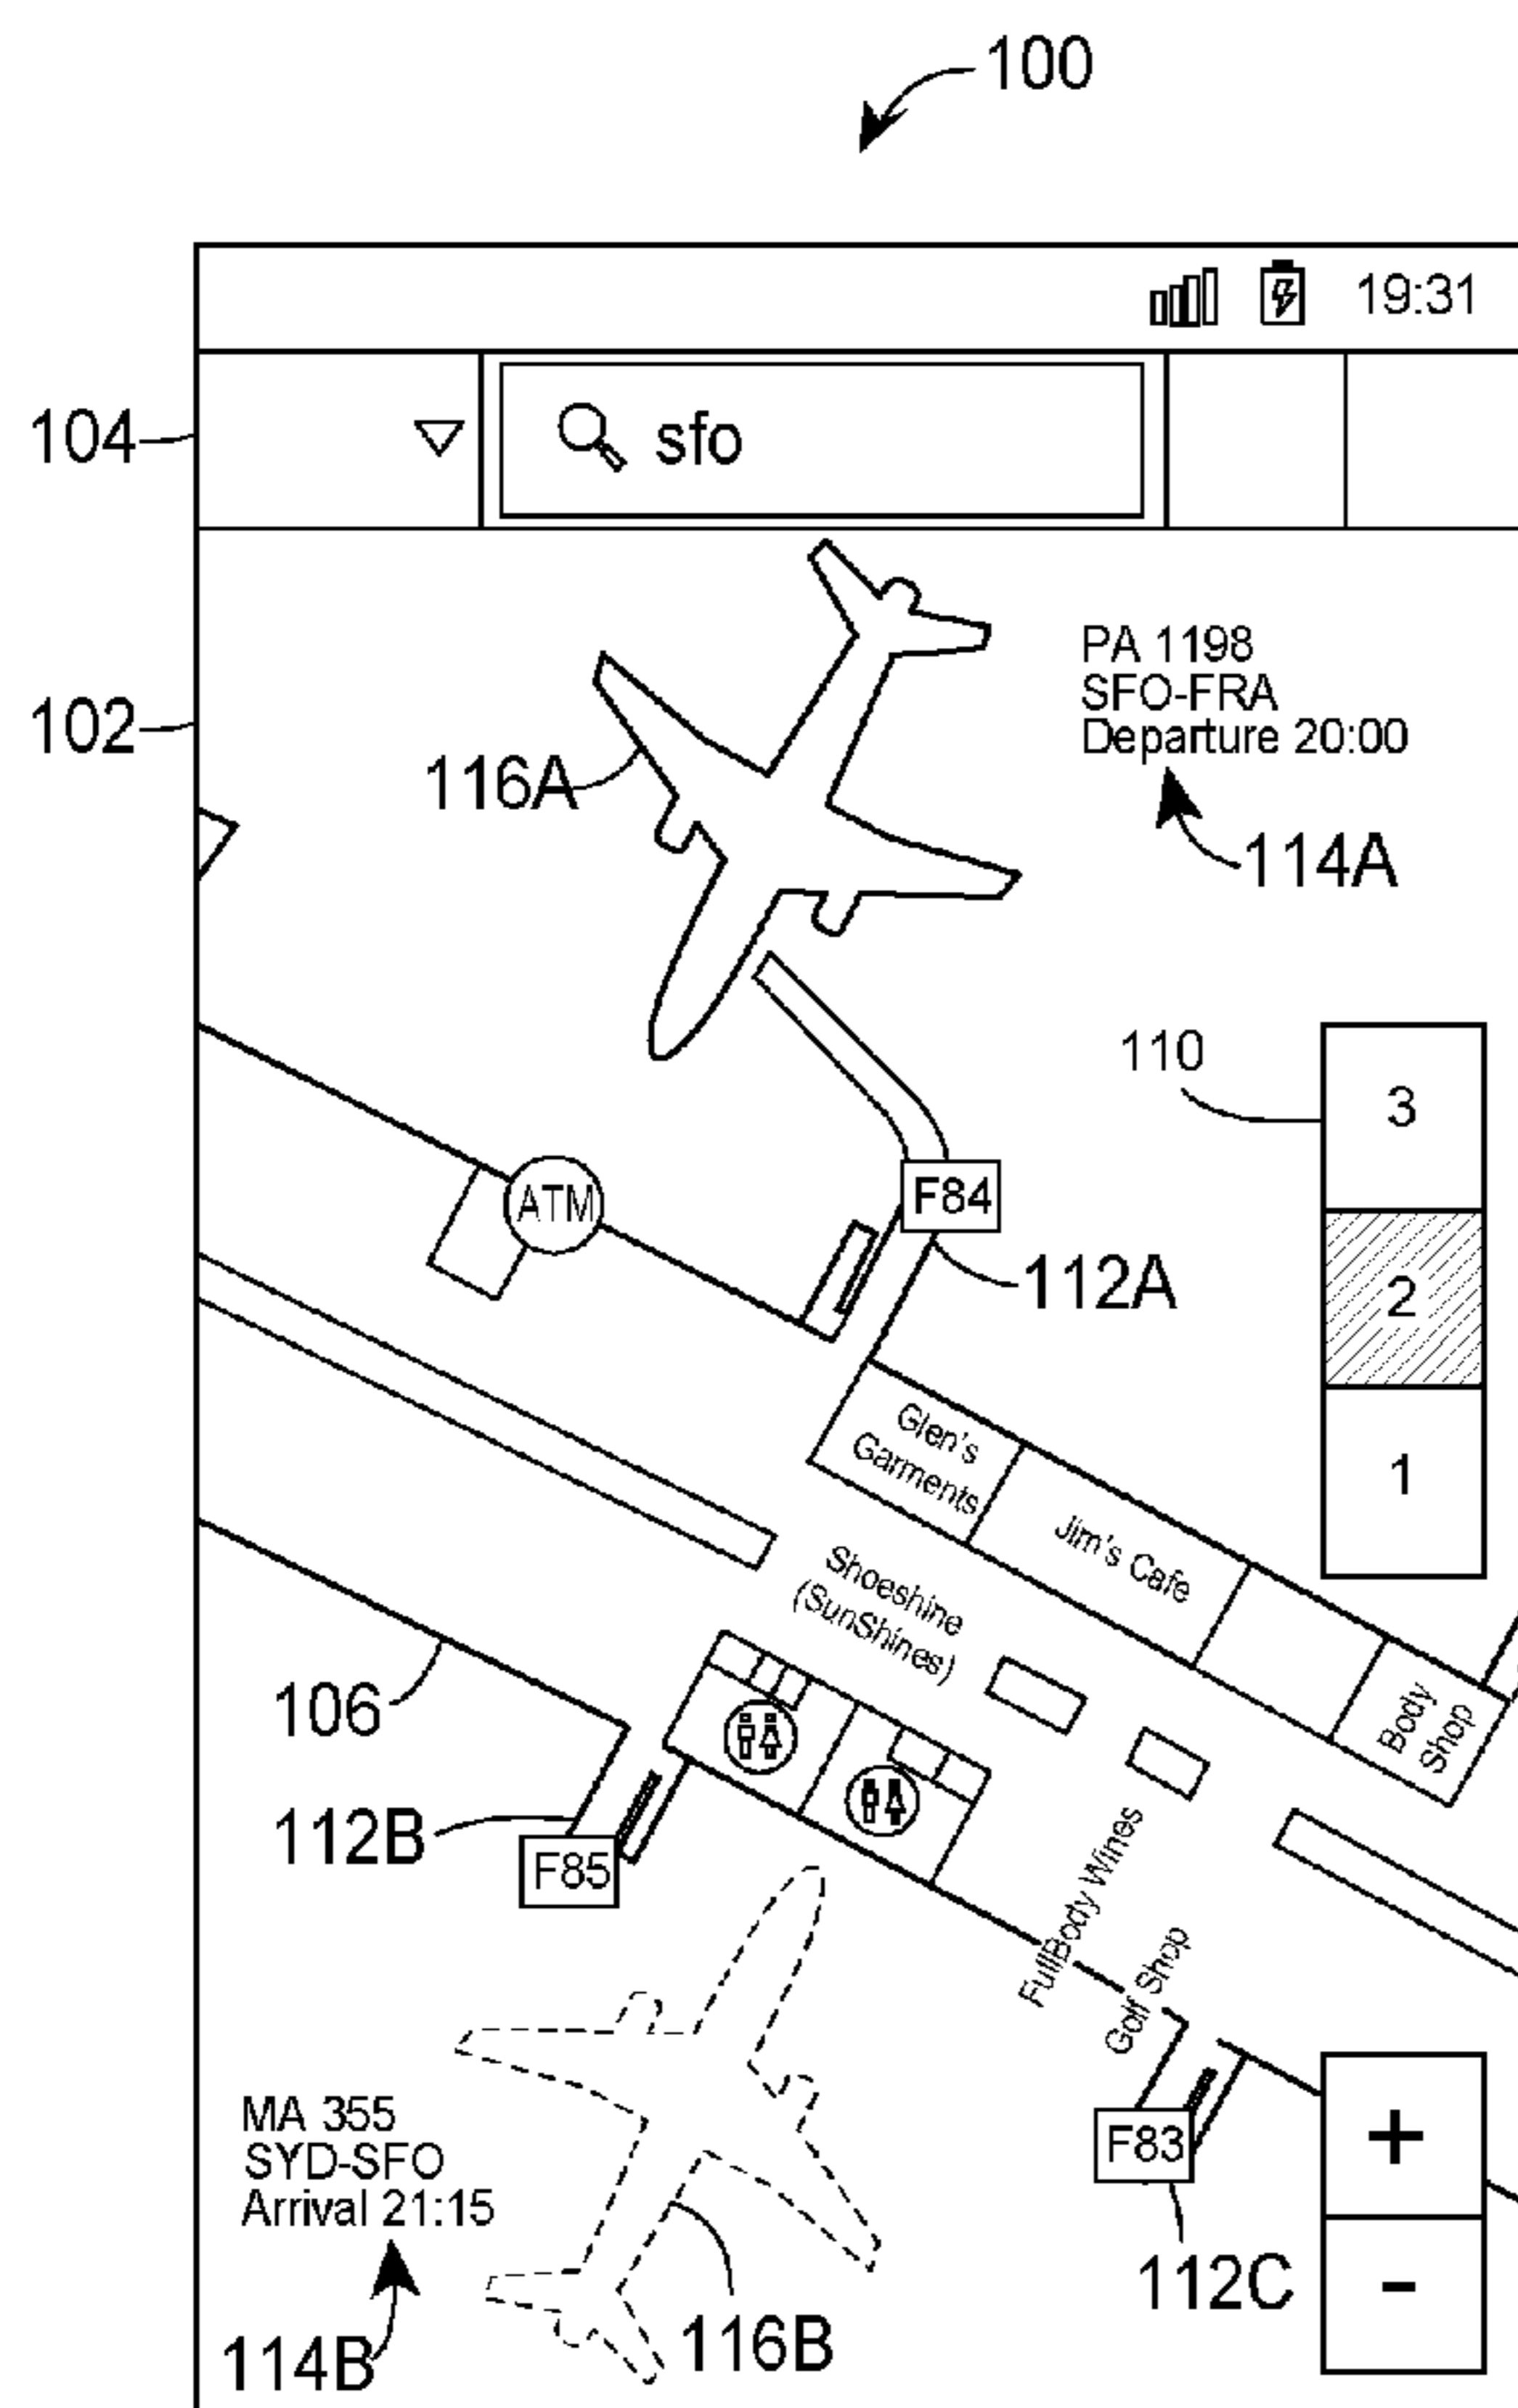 100
19:31
104
sfo
102
PA 1198
SFO-FRA
Departure 20:00
116A
114A
110
3
2
1
ATM
F84
112A
Glen's
Garments
Jim's Cafe
Shoeshine
(SunShines)
Body
Shop
106
112B
F85
FullBody Wines
Golf Shop
MA 355
SYD-SFO
Arrival 21:15
F83
+
-
112C
114B
116B